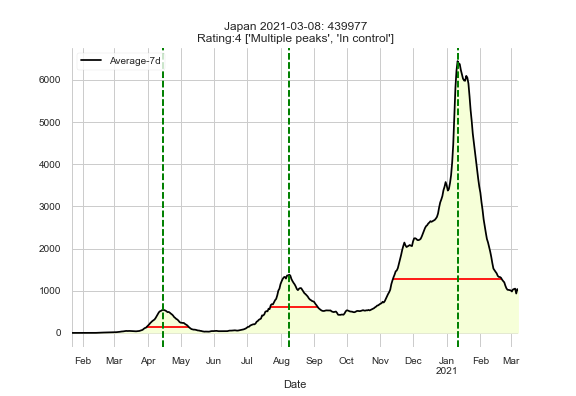 Japan 2021-03-08: 439977
Rating:4 ['Multiple peaks', 'In control']
Average-7d
6000
5000
4000
3000
2000
1000
0
Feb Mar Apr May Jun Jul Aug Sep Oct Nov Dec Jan Feb Mar
2021
Date